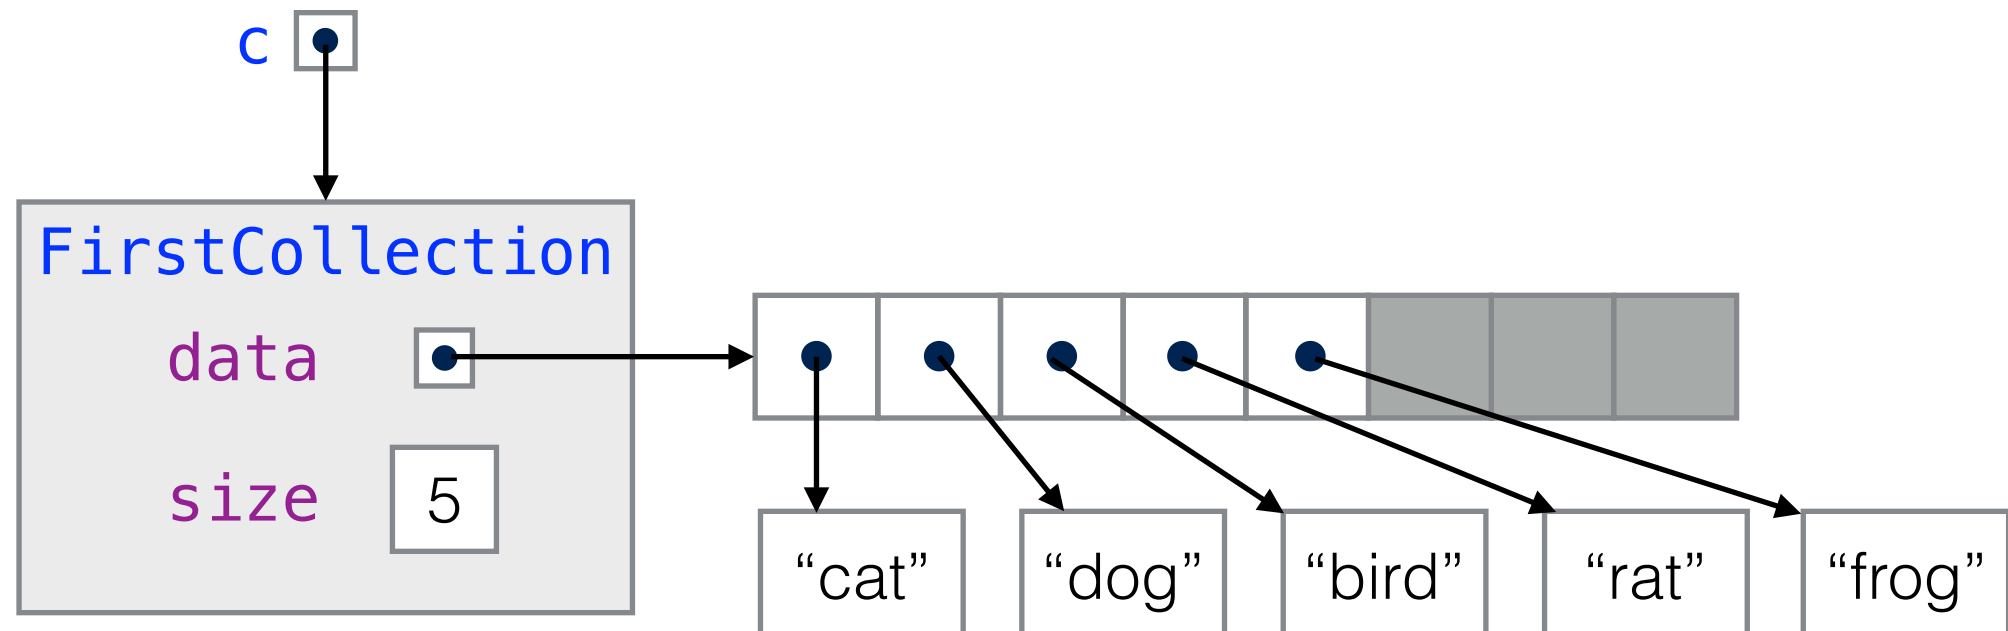 c
FirstCollection
data
size 5
“cat” “dog” “bird” “rat” “frog”